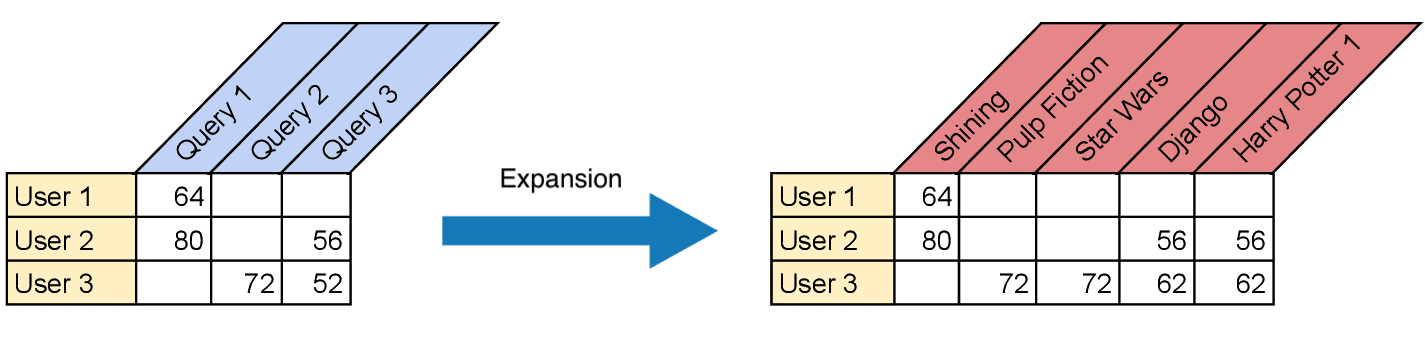 Query 1
Query 2
Query 3
User 1 64
User 2 80 56
User 3 72 52
Expansion
Shining
Pulp Fiction
Star Wars
Django
Harry Potter 1
User 1 64
User 2 80 56 56
User 3 72 72 62 62